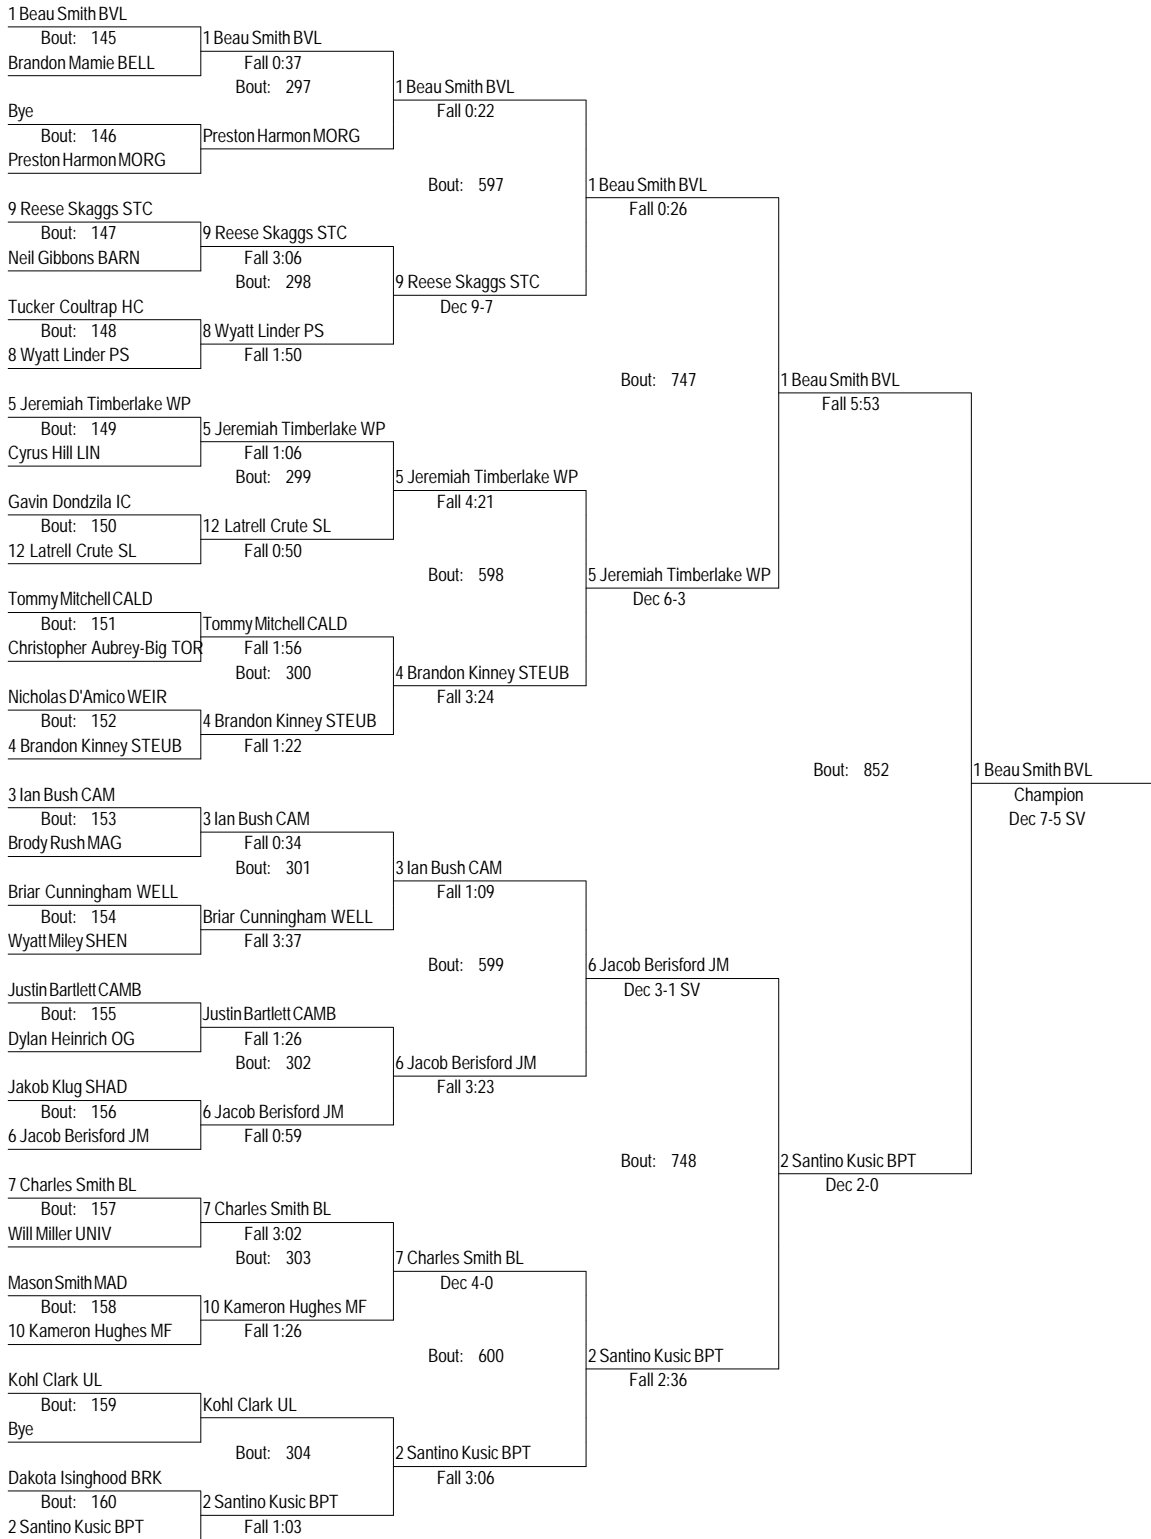 1 Beau Smith BVL
Bout: 145
1 Beau Smith BVL
Brandon Mamie BELL
Fall 0:37
Bout: 297
1 Beau Smith BVL
Bye
Fall 0:22
Bout: 146
Preston Harmon MORG
Preston Harmon MORG
Bout: 597
1 Beau Smith BVL
9 Reese Skaggs STC
Fall 0:26
Bout: 147
9 Reese Skaggs STC
Neil Gibbons BARN
Fall 3:06
Bout: 298
9 Reese Skaggs STC
Tucker Coultrap HC
Dec 9-7
Bout: 148
8 Wyatt Linder PS
8 Wyatt Linder PS
Fall 1:50
Bout: 747
1 Beau Smith BVL
5 Jeremiah Timberlake WP
Fall 5:53
Bout: 149
5 Jeremiah Timberlake WP
Cyrus Hill LIN
Fall 1:06
Bout: 299
5 Jeremiah Timberlake WP
Gavin Dondzila IC
Fall 4:21
Bout: 150
12 Latrell Crute SL
12 Latrell Crute SL
Fall 0:50
Bout: 598
5 Jeremiah Timberlake WP
Tommy Mitchell CALD
Dec 6-3
Bout: 151
Tommy Mitchell CALD
Christopher Aubrey-Big TOR
Fall 1:56
Bout: 300
4 Brandon Kinney STEUB
Nicholas D'Amico WEIR
Fall 3:24
Bout: 152
4 Brandon Kinney STEUB
4 Brandon Kinney STEUB
Fall 1:22
Bout: 852
1 Beau Smith BVL
3 Ian Bush CAM
Champion
Bout: 153
3 Ian Bush CAM
Dec 7-5 SV
Brody Rush MAG
Fall 0:34
Bout: 301
3 Ian Bush CAM
Briar Cunningham WELL
Fall 1:09
Bout: 154
Briar Cunningham WELL
Wyatt Miley SHEN
Fall 3:37
Bout: 599
6 Jacob Berisford JM
Justin Bartlett CAMB
Dec 3-1 SV
Bout: 155
Justin Bartlett CAMB
Dylan Heinrich OG
Fall 1:26
Bout: 302
6 Jacob Berisford JM
Jakob Klug SHAD
Fall 3:23
Bout: 156
6 Jacob Berisford JM
6 Jacob Berisford JM
Fall 0:59
Bout: 748
2 Santino Kusic BPT
7 Charles Smith BL
Dec 2-0
Bout: 157
7 Charles Smith BL
Will Miller UNIV
Fall 3:02
Bout: 303
7 Charles Smith BL
Mason Smith MAD
Dec 4-0
Bout: 158
10 Kameron Hughes MF
10 Kameron Hughes MF
Fall 1:26
Bout: 600
2 Santino Kusic BPT
Kohl Clark UL
Fall 2:36
Bout: 159
Kohl Clark UL
Bye
Bout: 304
2 Santino Kusic BPT
Dakota Isinghood BRK
Fall 3:06
Bout: 160
2 Santino Kusic BPT
2 Santino Kusic BPT
Fall 1:03